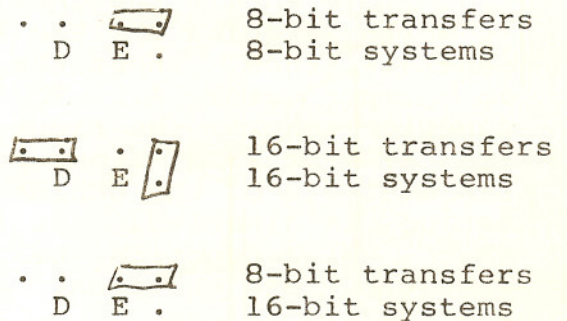 8-bit transfers
D E 8-bit systems
16-bit transfers
D E 16-bit systems
8-bit transfers
D E 16-bit systems